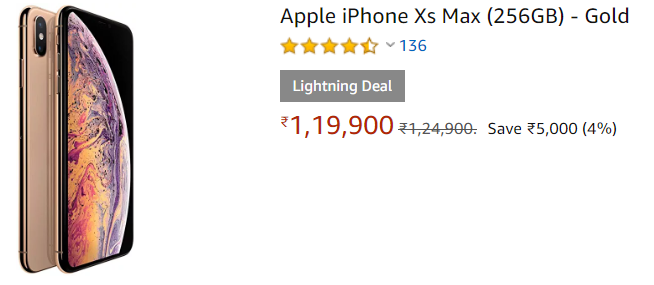 Apple iPhone Xs Max (256GB) - Gold
136
Lightning Deal
₹1,19,900 ₹1,24,900. Save ₹5,000 (4%)